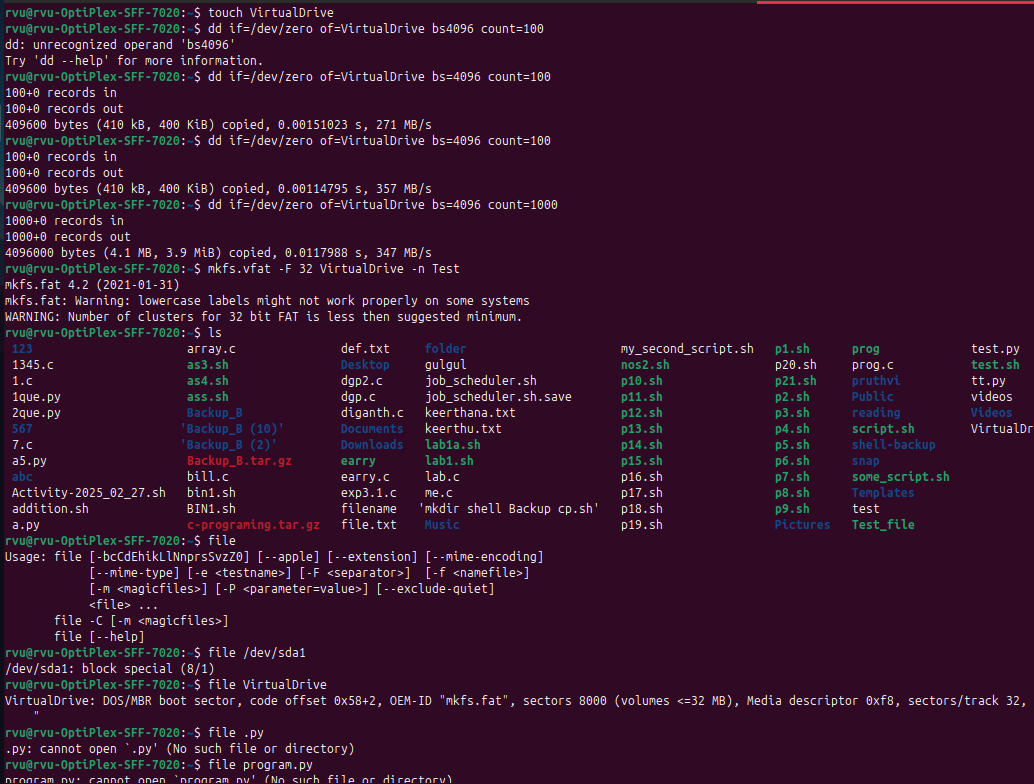 rvu@rvu-OptiPlex-SFF-7020:~$ touch VirtualDrive
rvu@rvu-OptiPlex-SFF-7020:~$ dd if=/dev/zero of=VirtualDrive bs4096 count=100
dd: unrecognized operand 'bs4096'
Try 'dd --help' for more information.
rvu@rvu-OptiPlex-SFF-7020:~$ dd if=/dev/zero of=VirtualDrive bs=4096 count=100
100+0 records in
100+0 records out
409600 bytes (410 kB, 400 KiB) copied, 0.00151023 s, 271 MB/s
rvu@rvu-OptiPlex-SFF-7020:~$ dd if=/dev/zero of=VirtualDrive bs=4096 count=100
100+0 records in
100+0 records out
409600 bytes (410 kB, 400 KiB) copied, 0.00114795 s, 357 MB/s
rvu@rvu-OptiPlex-SFF-7020:~$ dd if=/dev/zero of=VirtualDrive bs=4096 count=1000
1000+0 records in
1000+0 records out
4096000 bytes (4.1 MB, 3.9 MiB) copied, 0.0117988 s, 347 MB/s
rvu@rvu-OptiPlex-SFF-7020:~$ mkfs.vfat -F 32 VirtualDrive -n Test
mkfs.fat 4.2 (2021-01-31)
mkfs.fat: Warning: lowercase labels might not work properly on some systems
WARNING: Number of clusters for 32 bit FAT is less then suggested minimum.
rvu@rvu-OptiPlex-SFF-7020:~$ ls
123 array.c def.txt folder my_second_script.sh p1.sh prog test.py
1345.c as3.sh Desktop gulgul nos2.sh p20.sh prog.c test.sh
1.c as4.sh dgp2.c job_scheduler.sh p10.sh p21.sh pruthvi tt.py
1que.py ass.sh dgp.c job_scheduler.sh.save p11.sh p2.sh Public videos
2que.py Backup_B diganth.c keerthana.txt p12.sh p3.sh reading Videos
567 'Backup_B (10)' Documents keerthu.txt p13.sh p4.sh script.sh VirtualDr
7.c 'Backup_B (2)' Downloads lab1a.sh p14.sh p5.sh shell-backup
a5.py Backup_B.tar.gz earry lab1.sh p15.sh p6.sh snap
abc bill.c earry.c lab.c p16.sh p7.sh some_script.sh
Activity-2025_02_27.sh bin1.sh exp3.1.c me.c p17.sh p8.sh Templates
addition.sh BIN1.sh filename 'mkdir shell Backup cp.sh' p18.sh p9.sh test
a.py c-programing.tar.gz file.txt Music p19.sh Pictures Test_file
rvu@rvu-OptiPlex-SFF-7020:~$ file
Usage: file [-bcCdEhikLlNnprsSvzZ0] [--apple] [--extension] [--mime-encoding]
[--mime-type] [-e <testname>] [-F <separator>] [-f <namefile>]
[-m <magicfiles>] [-P <parameter=value>] [--exclude-quiet]
<file> ...
file -C [-m <magicfiles>]
file [--help]
rvu@rvu-OptiPlex-SFF-7020:~$ file /dev/sda1
/dev/sda1: block special (8/1)
rvu@rvu-OptiPlex-SFF-7020:~$ file VirtualDrive
VirtualDrive: DOS/MBR boot sector, code offset 0x58+2, OEM-ID "mkfs.fat", sectors 8000 (volumes <=32 MB), Media descriptor 0xf8, sectors/track 32,
"
rvu@rvu-OptiPlex-SFF-7020:~$ file .py
.py: cannot open `.py' (No such file or directory)
rvu@rvu-OptiPlex-SFF-7020:~$ file program.py
program.py: cannot open `program.py' (No such file or directory)